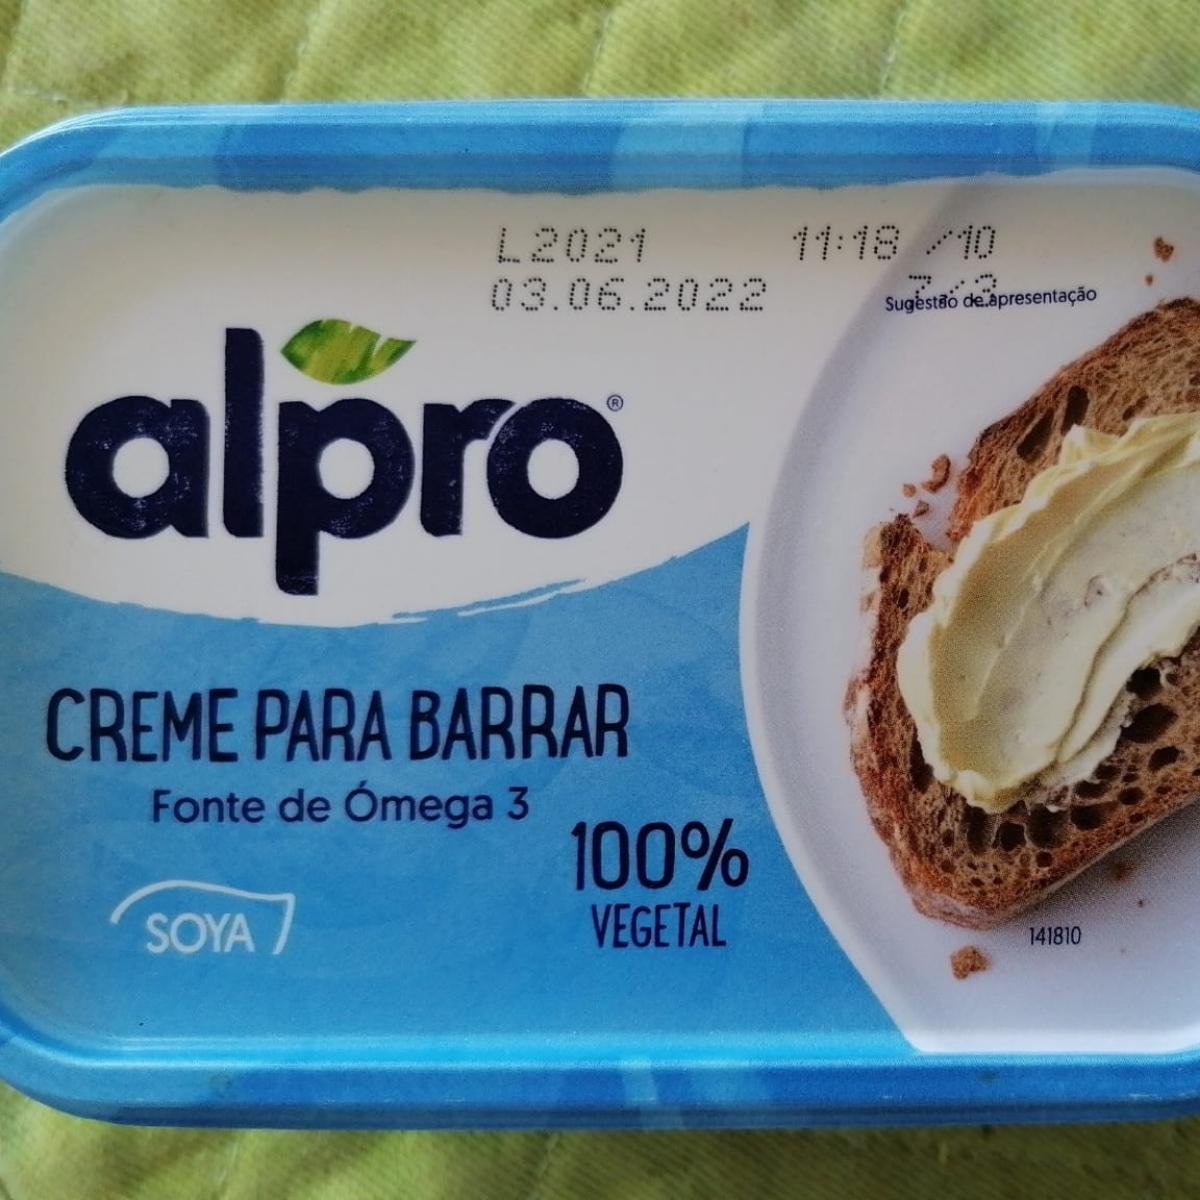 L2021 11:18 /10
03.06.2022
Sugestão de apresentação
alpro®
CREME PARA BARRAR
Fonte de Ómega 3
100%
VEGETAL
SOYA
141810